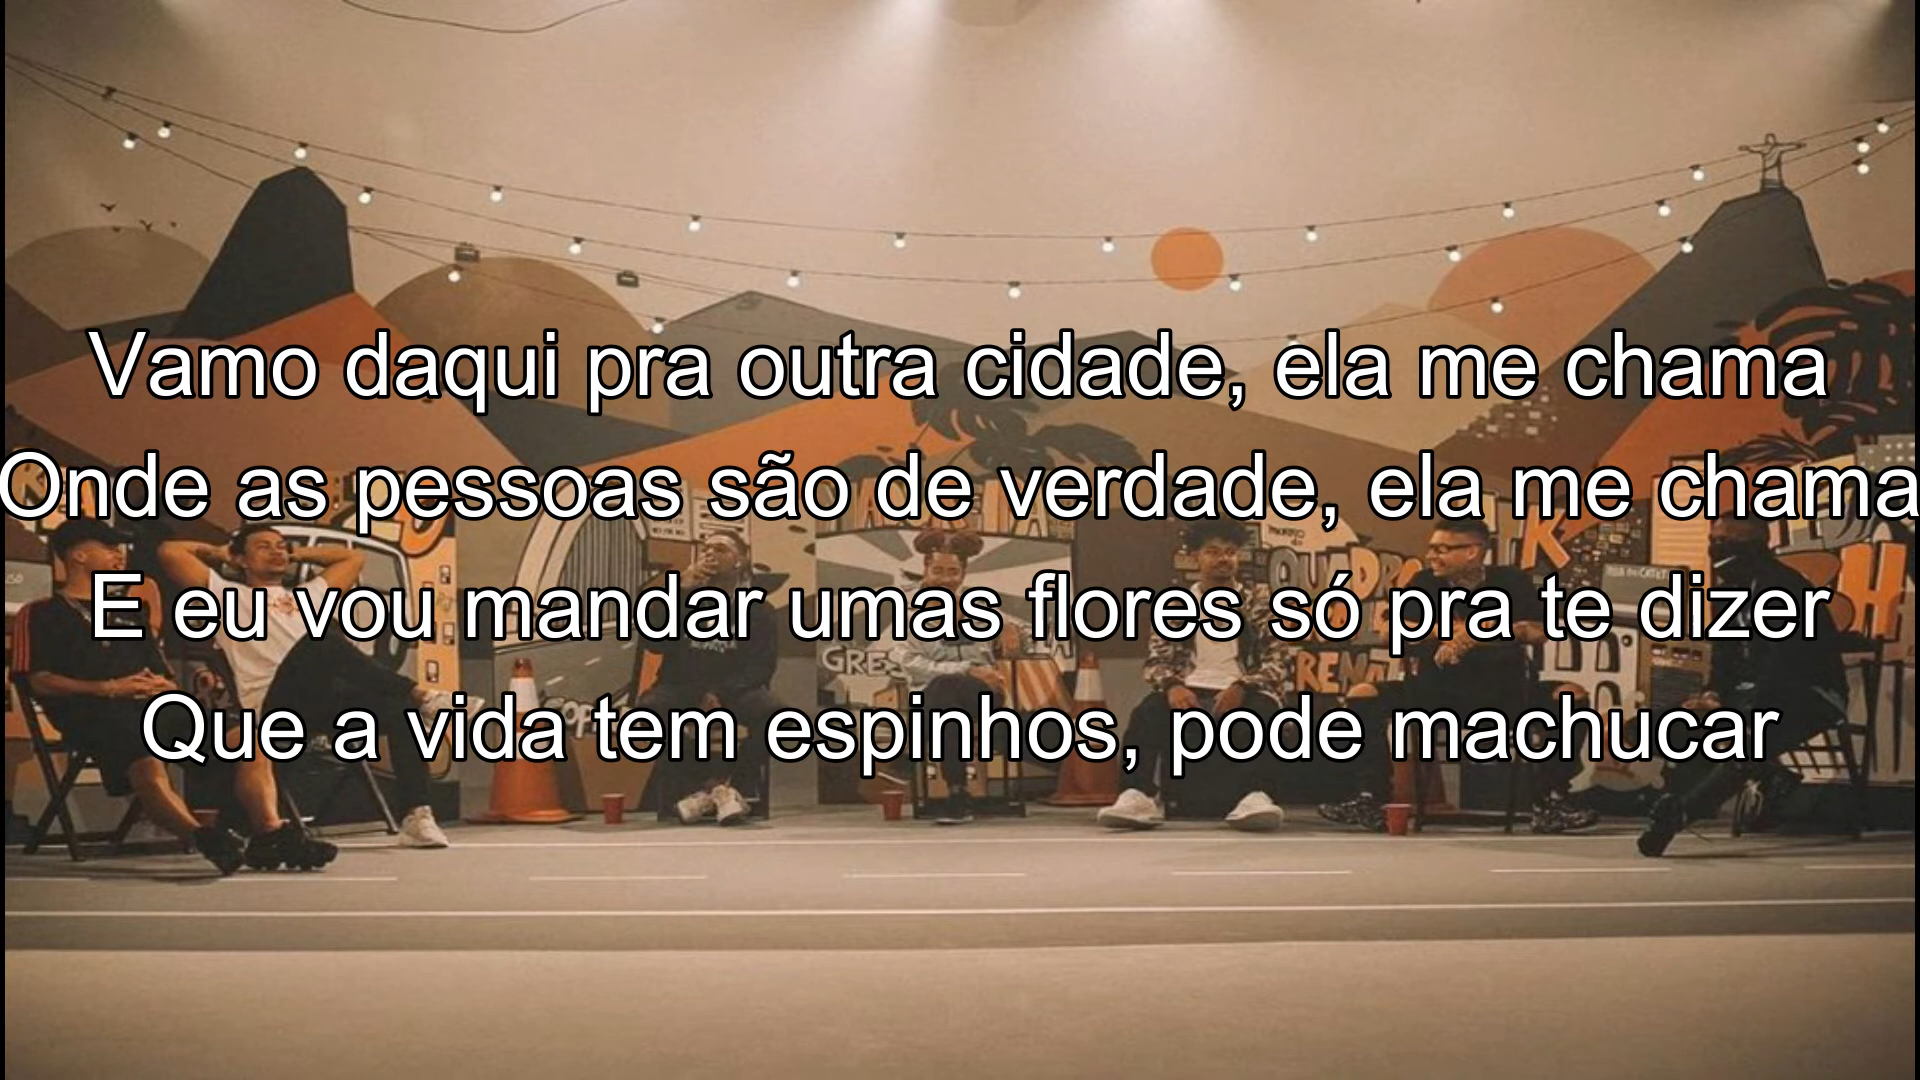 Vamo daqui pra outra cidade, ela me chama
Onde as pessoas são de verdade, ela me chama
E eu vou mandar umas flores só pra te dizer
Que a vida tem espinhos, pode machucar
GRES